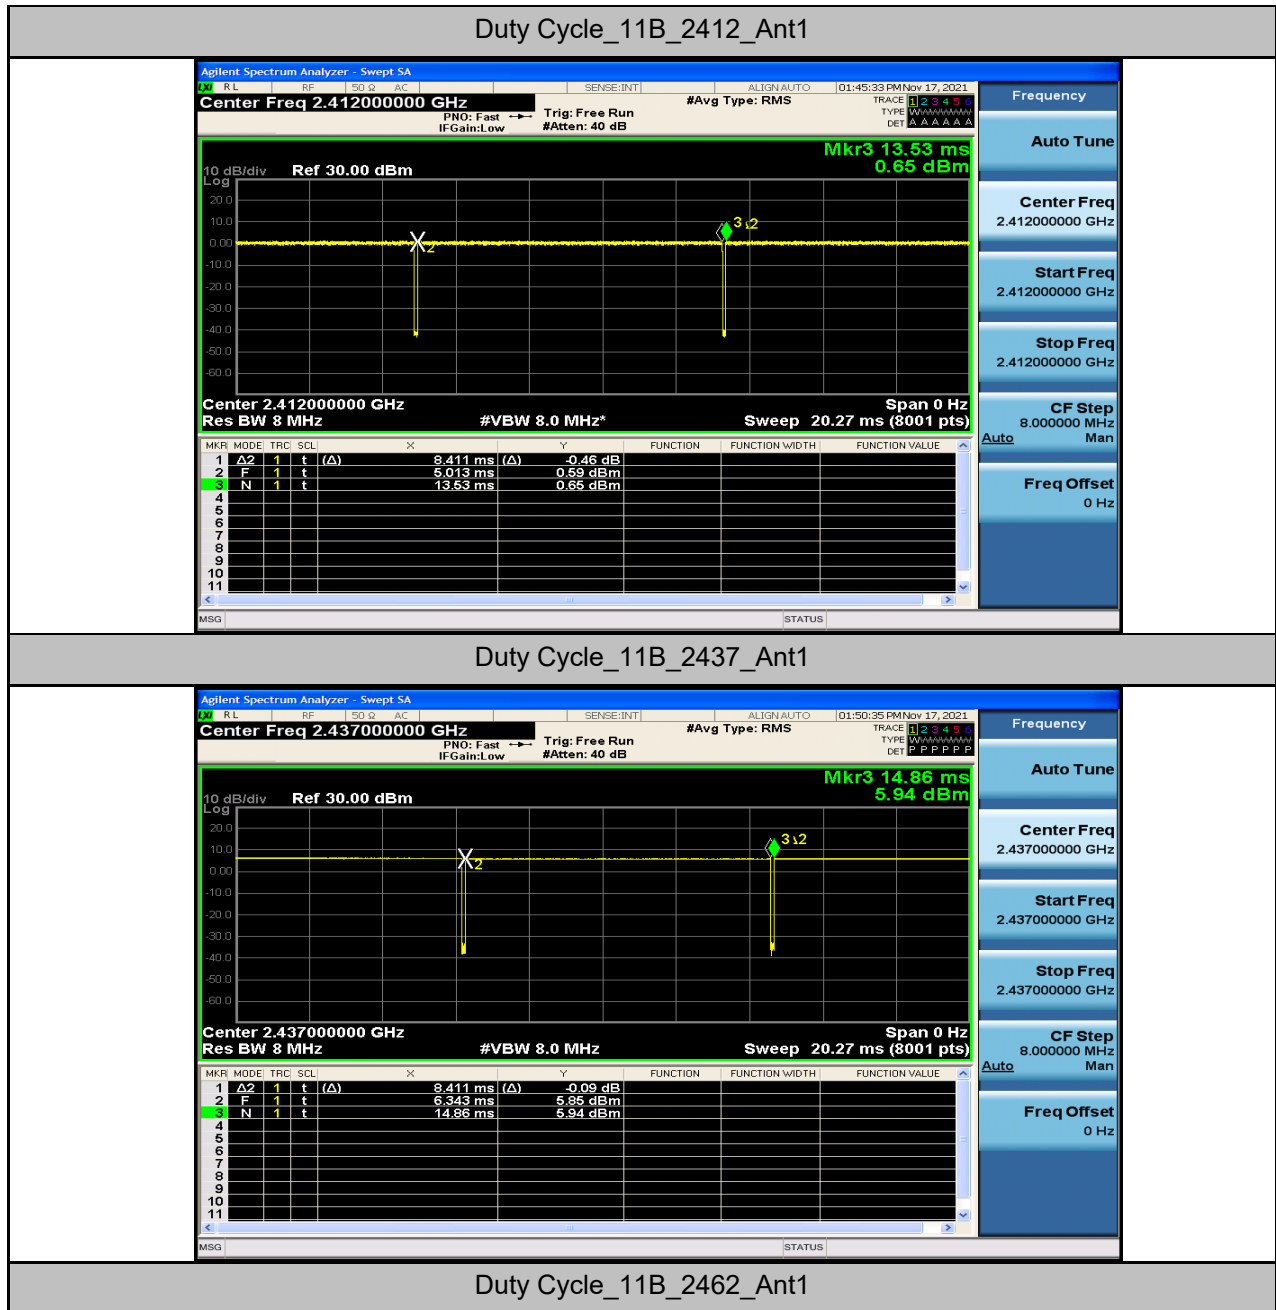 Duty Cycle_11B_2412_Ant1
Agilent Spectrum Analyzer - Swept SA
LXI RL RF 50 Ω AC SENSE:INT ALIGN AUTO 01:45:33 PM Nov 17, 2021
Center Freq 2.412000000 GHz #Avg Type: RMS TRACE 1 2 3 4 5 6
PNO: Fast Trig: Free Run TYPE WWWWWW
IFGain:Low #Atten: 40 dB DET A A A A A A
Frequency
Mkr3 13.53 ms
0.65 dBm
10 dB/div Ref 30.00 dBm
Log
20.0
10.0
0.00
-10.0
-20.0
-30.0
-40.0
-50.0
-60.0
2
3 2
Center 2.412000000 GHz Span 0 Hz
Res BW 8 MHz #VBW 8.0 MHz* Sweep 20.27 ms (8001 pts)
MKR MODE TRC SCL X Y FUNCTION FUNCTION WIDTH FUNCTION VALUE
1 Δ2 1 t (Δ) 8.411 ms (Δ) -0.46 dB
2 F 1 t 5.013 ms 0.59 dBm
3 N 1 t 13.53 ms 0.65 dBm
4
5
6
7
8
9
10
11
MSG STATUS
Auto Tune
Center Freq
2.412000000 GHz
Start Freq
2.412000000 GHz
Stop Freq
2.412000000 GHz
CF Step
8.000000 MHz
Auto Man
Freq Offset
0 Hz
Duty Cycle_11B_2437_Ant1
Agilent Spectrum Analyzer - Swept SA
LXI RL RF 50 Ω AC SENSE:INT ALIGN AUTO 01:50:35 PM Nov 17, 2021
Center Freq 2.437000000 GHz #Avg Type: RMS TRACE 1 2 3 4 5 6
PNO: Fast Trig: Free Run TYPE WWWWWW
IFGain:Low #Atten: 40 dB DET P P P P P P
Frequency
Mkr3 14.86 ms
5.94 dBm
10 dB/div Ref 30.00 dBm
Log
20.0
10.0
0.00
-10.0
-20.0
-30.0
-40.0
-50.0
-60.0
2
3 2
Center 2.437000000 GHz Span 0 Hz
Res BW 8 MHz #VBW 8.0 MHz Sweep 20.27 ms (8001 pts)
MKR MODE TRC SCL X Y FUNCTION FUNCTION WIDTH FUNCTION VALUE
1 Δ2 1 t (Δ) 8.411 ms (Δ) -0.09 dB
2 F 1 t 6.343 ms 5.85 dBm
3 N 1 t 14.86 ms 5.94 dBm
4
5
6
7
8
9
10
11
MSG STATUS
Auto Tune
Center Freq
2.437000000 GHz
Start Freq
2.437000000 GHz
Stop Freq
2.437000000 GHz
CF Step
8.000000 MHz
Auto Man
Freq Offset
0 Hz
Duty Cycle_11B_2462_Ant1